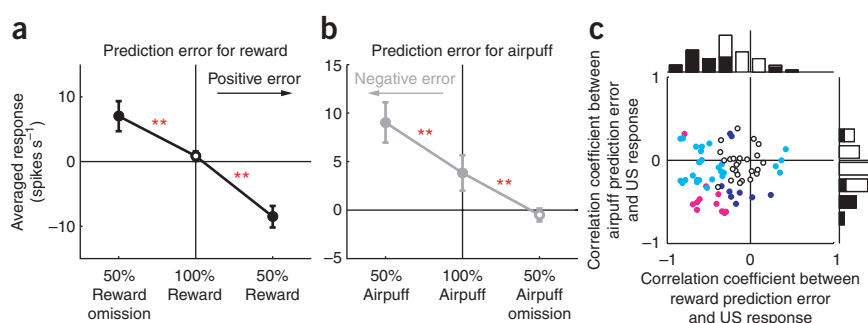 a
Prediction error for reward
Positive error
Averaged response
(spikes s⁻¹)
10
0
−10
50%
Reward
omission
100%
Reward
50%
Reward
**
**
b
Prediction error for airpuff
Negative error
15
10
5
0
−5
50%
Airpuff
100%
Airpuff
50%
Airpuff
omission
**
**
c
Correlation coefficient between
airpuff prediction error
and US response
1
0
−1
−1
0
1
Correlation coefficient between
reward prediction error
and US response